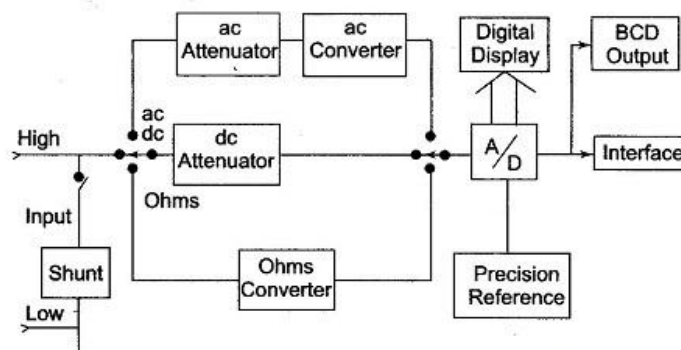 ac
Attenuator
ac
Converter
Digital
Display
BCD
Output
ac
dc
High
dc
Attenuator
A/D
Interface
Ohms
Input
Shunt
Ohms
Converter
Precision
Reference
Low